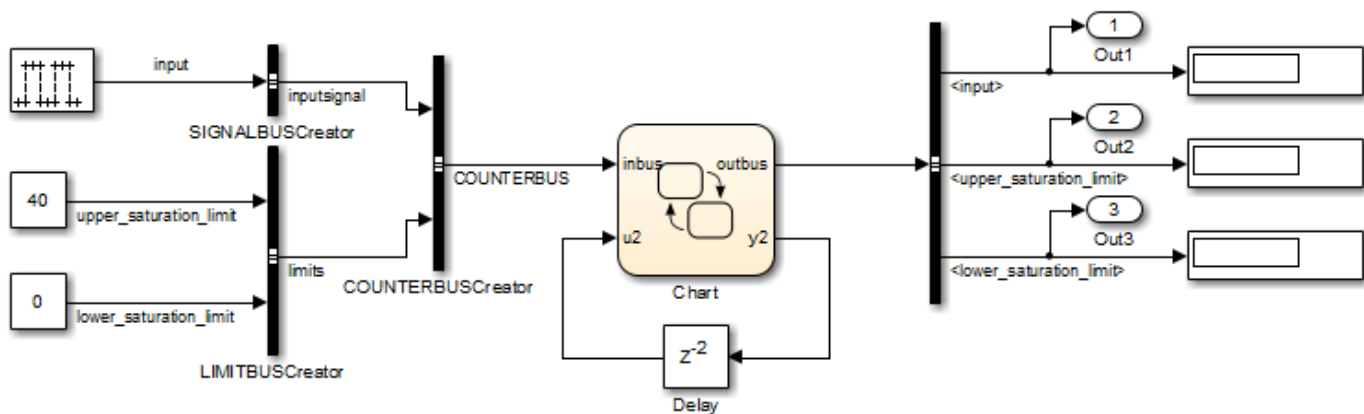 input
inputsignal
SIGNALBUSCreator
40
upper_saturation_limit
0
lower_saturation_limit
limits
LIMITBUSCreator
COUNTERBUS
COUNTERBUSCreator
inbus
outbus
u2
y2
Chart
Z-2
Delay
1
Out1
<input>
2
Out2
<upper_saturation_limit>
3
Out3
<lower_saturation_limit>